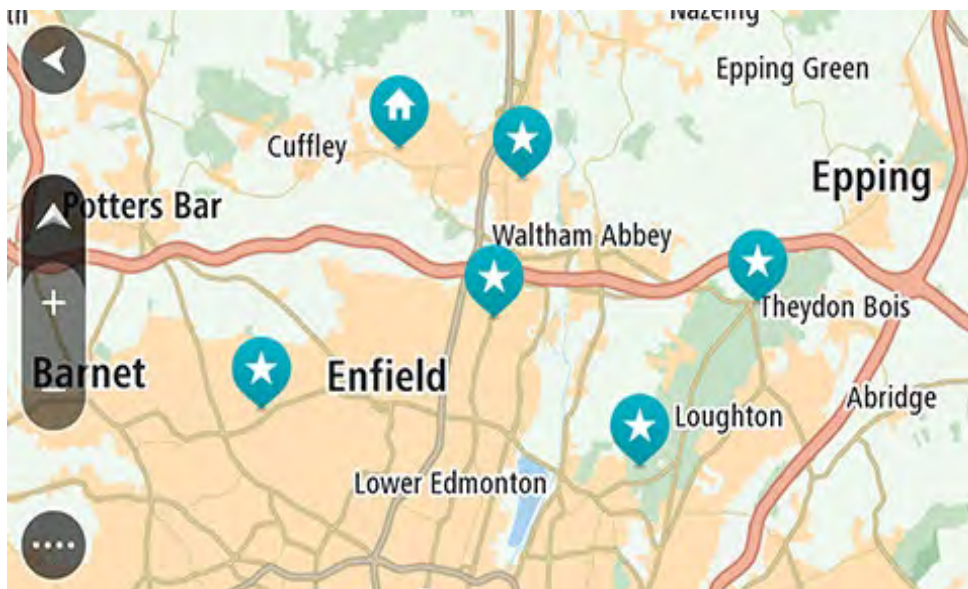 Nazeing
Epping Green
Cuffley
Epping
Potters Bar
Waltham Abbey
Theydon Bois
Barnet
Enfield
Abridge
Loughton
Lower Edmonton